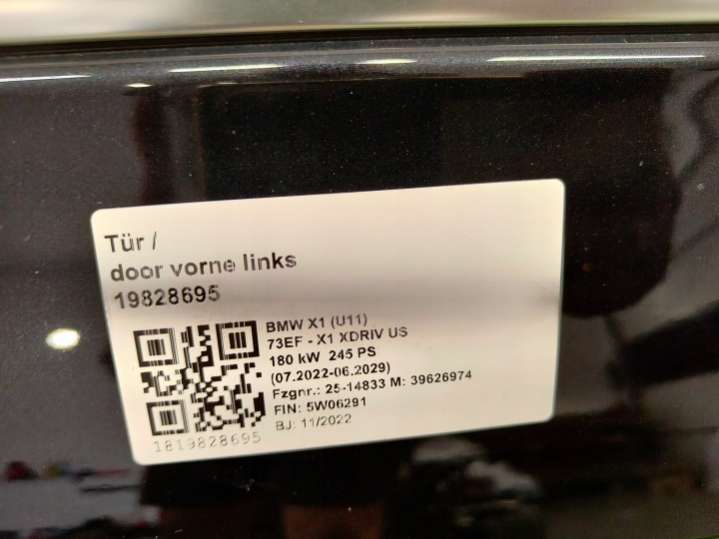 Tür /
door vorne links
19828695
BMW X1 (U11)
73EF - X1 XDRIV US
180 kW 245 PS
(07.2022-06.2029)
Fzgnr.: 25-14833 M: 39626974
FIN: 5W06291
BJ: 11/2022
1819828695